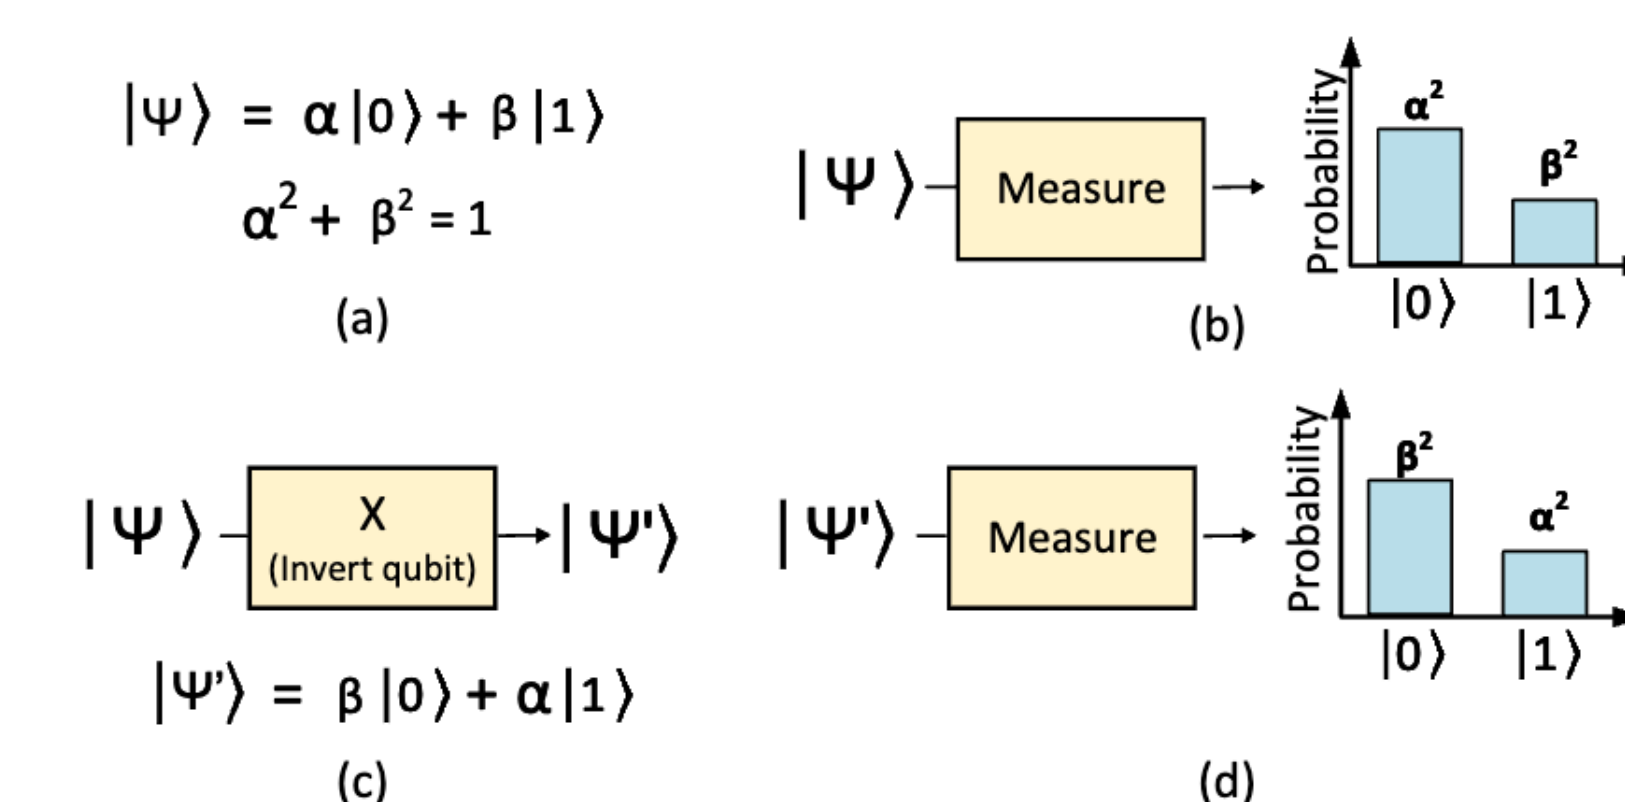 |Ψ⟩ = α|0⟩ + β|1⟩
α² + β² = 1
(a)
|Ψ⟩
Measure
Probability
α²
β²
|0⟩
|1⟩
(b)
|Ψ⟩
X
(Invert qubit)
|Ψ'⟩
|Ψ’⟩ = β|0⟩ + α|1⟩
(c)
|Ψ'⟩
Measure
Probability
β²
α²
|0⟩
|1⟩
(d)